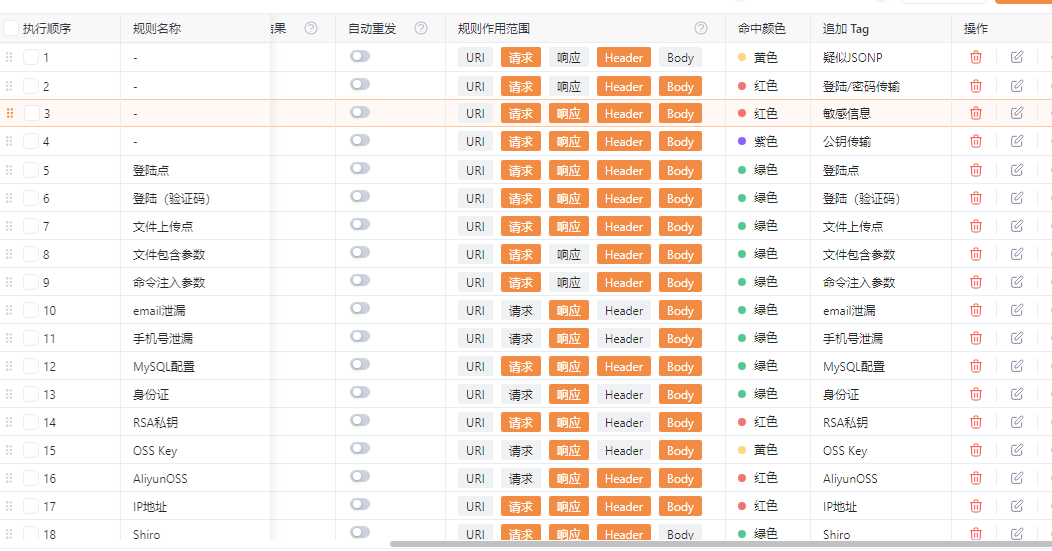 执行顺序 规则名称 结果 自动重发 规则作用范围 命中颜色 追加 Tag 操作
1 - URI 请求 响应 Header Body 黄色 疑似JSONP
2 - URI 请求 响应 Header Body 红色 登陆/密码传输
3 - URI 请求 响应 Header Body 红色 敏感信息
4 - URI 请求 响应 Header Body 紫色 公钥传输
5 登陆点 URI 请求 响应 Header Body 绿色 登陆点
6 登陆（验证码） URI 请求 响应 Header Body 绿色 登陆（验证码）
7 文件上传点 URI 请求 响应 Header Body 绿色 文件上传点
8 文件包含参数 URI 请求 响应 Header Body 绿色 文件包含参数
9 命令注入参数 URI 请求 响应 Header Body 绿色 命令注入参数
10 email泄漏 URI 请求 响应 Header Body 绿色 email泄漏
11 手机号泄漏 URI 请求 响应 Header Body 绿色 手机号泄漏
12 MySQL配置 URI 请求 响应 Header Body 绿色 MySQL配置
13 身份证 URI 请求 响应 Header Body 绿色 身份证
14 RSA私钥 URI 请求 响应 Header Body 红色 RSA私钥
15 OSS Key URI 请求 响应 Header Body 黄色 OSS Key
16 AliyunOSS URI 请求 响应 Header Body 红色 AliyunOSS
17 IP地址 URI 请求 响应 Header Body 红色 IP地址
18 Shiro URI 请求 响应 Header Body 绿色 Shiro